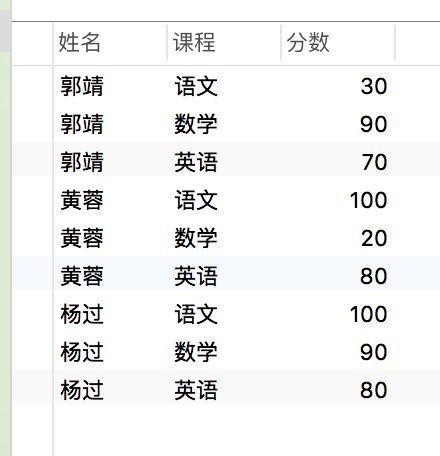 姓名 课程 分数
郭靖 语文 30
郭靖 数学 90
郭靖 英语 70
黄蓉 语文 100
黄蓉 数学 20
黄蓉 英语 80
杨过 语文 100
杨过 数学 90
杨过 英语 80